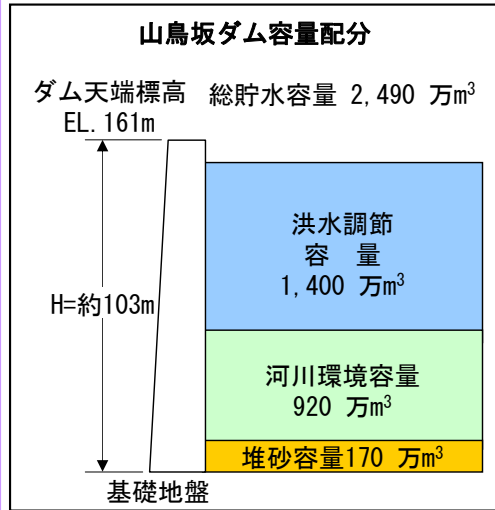 山鳥坂ダム容量配分
ダム天端標高
EL.161m
総貯水容量 2,490 万m³
H=約103m
洪水調節
容 量
1,400 万m³
河川環境容量
920 万m³
堆砂容量170 万m³
基礎地盤